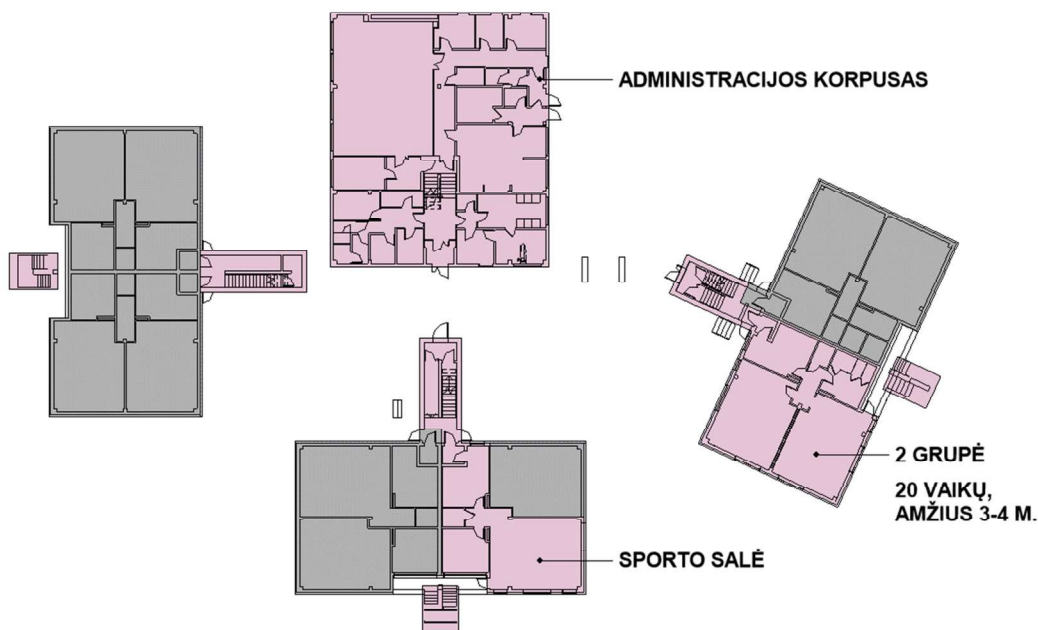 ADMINISTRACIJOS KORPUSAS
2 GRUPĖ
20 VAIKŲ,
AMŽIUS 3-4 M.
SPORTO SALĖ